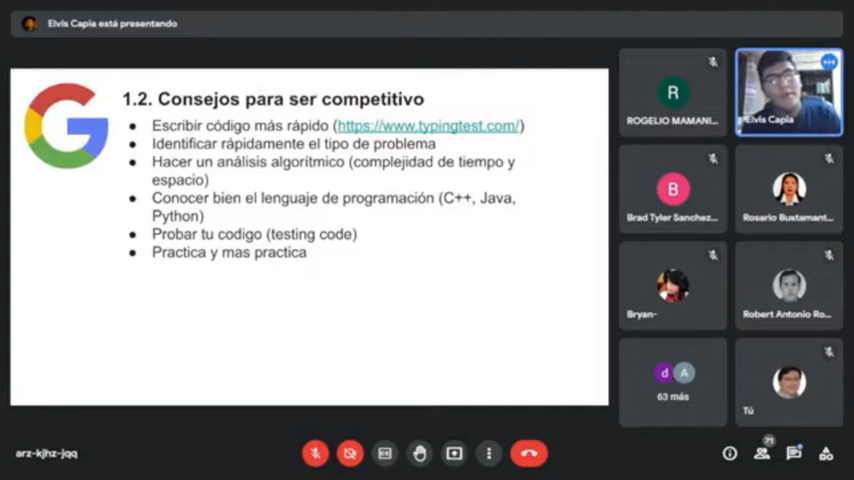 Elvis Capia está presentando
1.2. Consejos para ser competitivo
● Escribir código más rápido (https://www.typingtest.com/)
● Identificar rápidamente el tipo de problema
● Hacer un análisis algorítmico (complejidad de tiempo y
espacio)
● Conocer bien el lenguaje de programación (C++, Java,
Python)
● Probar tu codigo (testing code)
● Practica y mas practica
R
ROGELIO MAMANI...
Elvis Capia
B
Brad Tyler Sanchez...
Rosario Bustamant...
Bryan-
Robert Antonio Ro...
d A
63 más
Tú
arz-kjhz-jqq
71